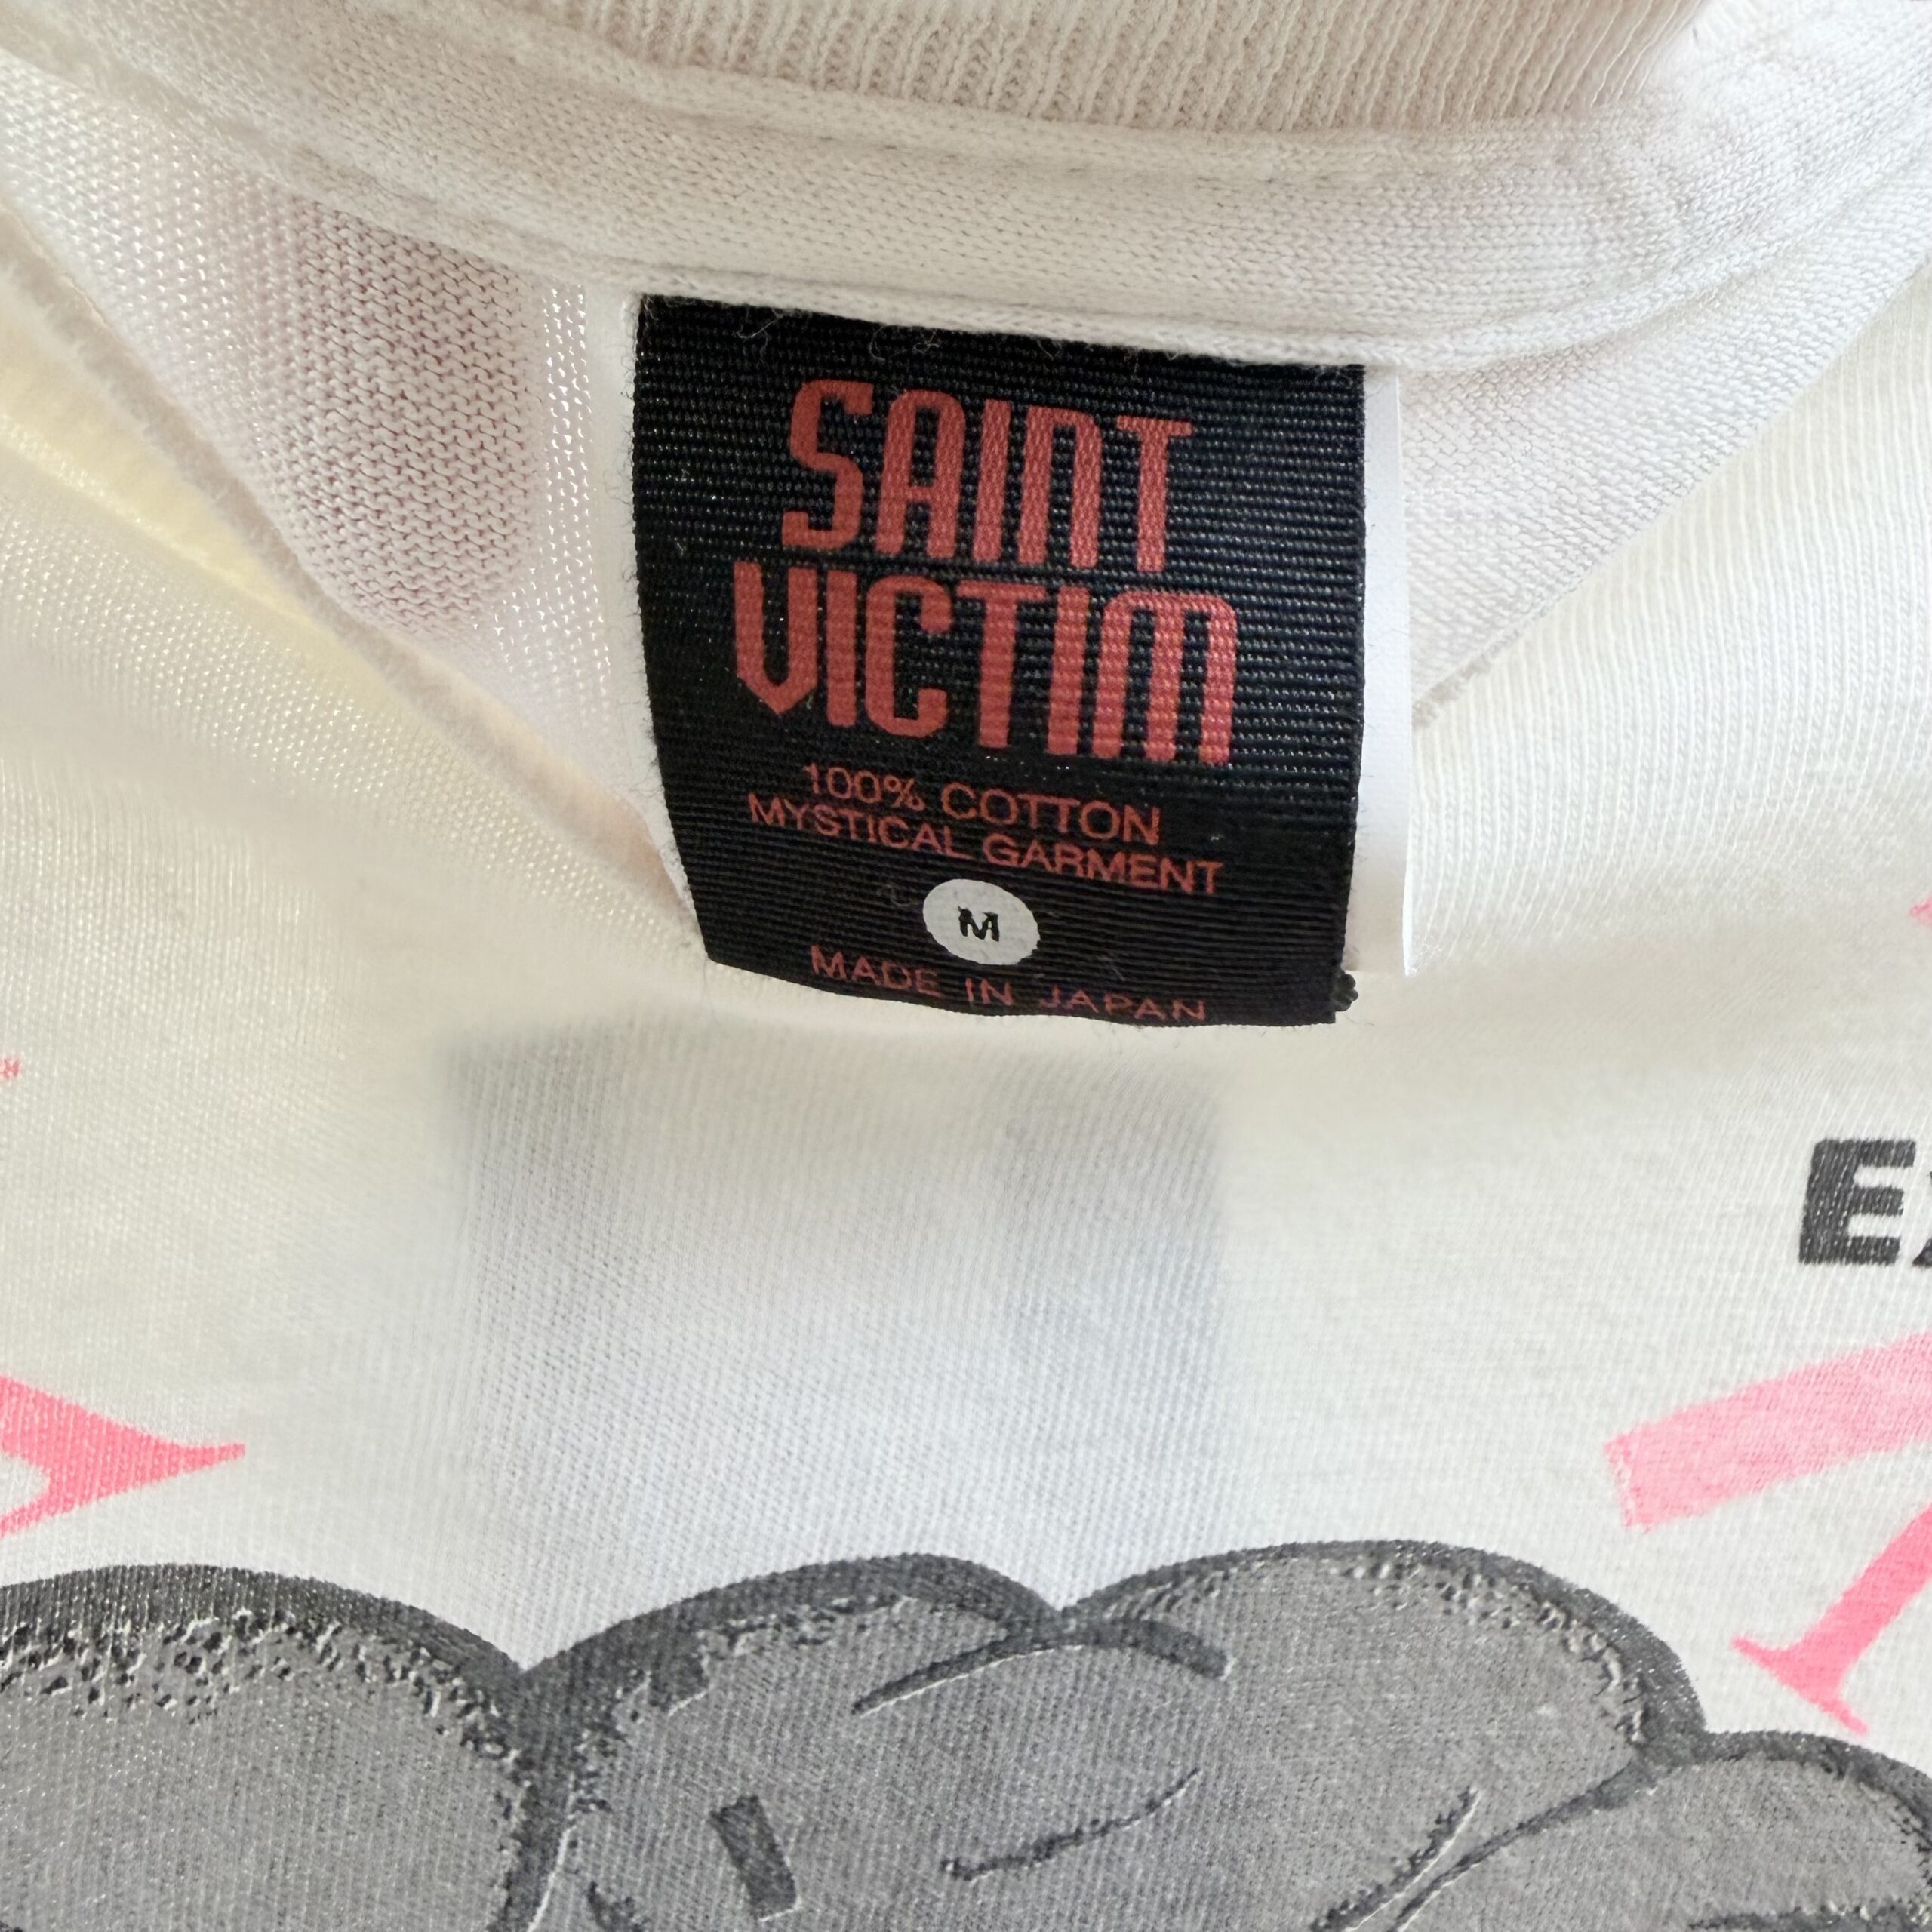 SAINT
VICTIM
100% COTTON
MYSTICAL GARMENT
M
MADE IN JAPAN